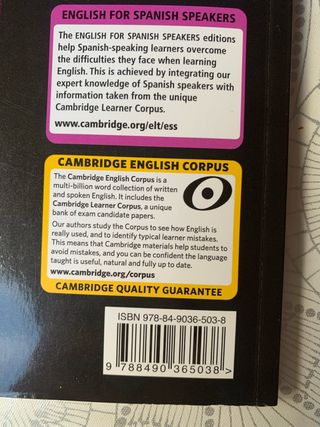 ENGLISH FOR SPANISH SPEAKERS
The ENGLISH FOR SPANISH SPEAKERS editions
help Spanish-speaking learners overcome
the difficulties they face when learning
English. This is achieved by integrating our
expert knowledge of Spanish speakers with
information taken from the unique
Cambridge Learner Corpus.
www.cambridge.org/elt/ess
CAMBRIDGE ENGLISH CORPUS
The Cambridge English Corpus is a
multi-billion word collection of written
and spoken English. It includes the
Cambridge Learner Corpus, a unique
bank of exam candidate papers.
Our authors study the Corpus to see how English is
really used, and to identify typical learner mistakes.
This means that Cambridge materials help students to
avoid mistakes, and you can be confident the language
taught is useful, natural and fully up to date.
www.cambridge.org/corpus
CAMBRIDGE QUALITY GUARANTEE
ISBN 978-84-9036-503-8
9 788490 365038 >